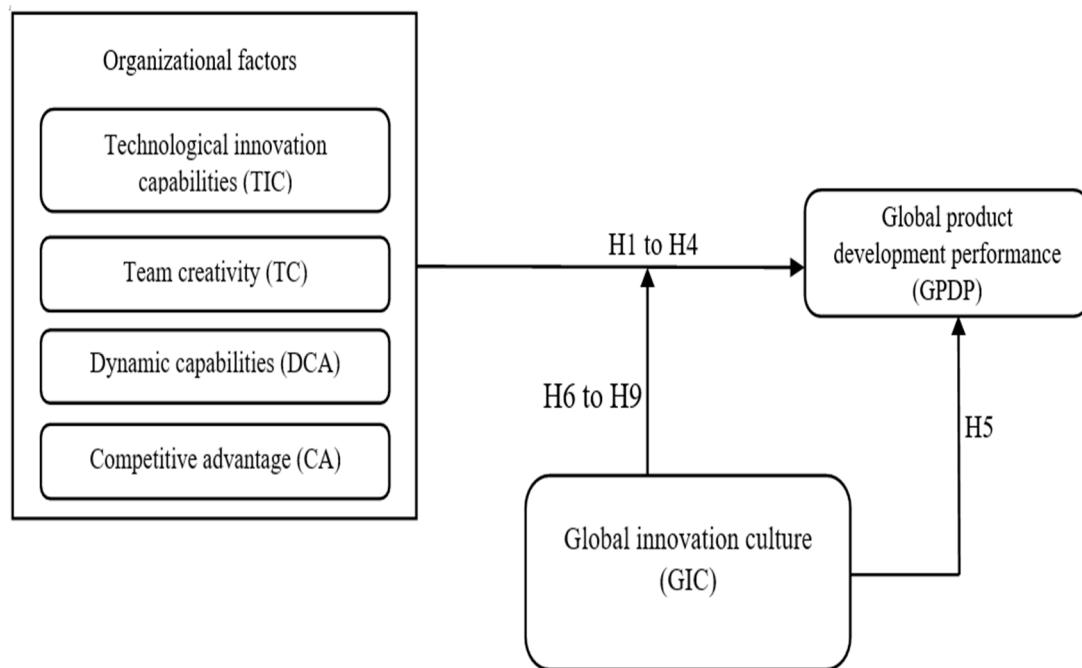 Organizational factors
Technological innovation
capabilities (TIC)
Team creativity (TC)
Dynamic capabilities (DCA)
Competitive advantage (CA)
H1 to H4
Global product
development performance
(GPDP)
H6 to H9
H5
Global innovation culture
(GIC)